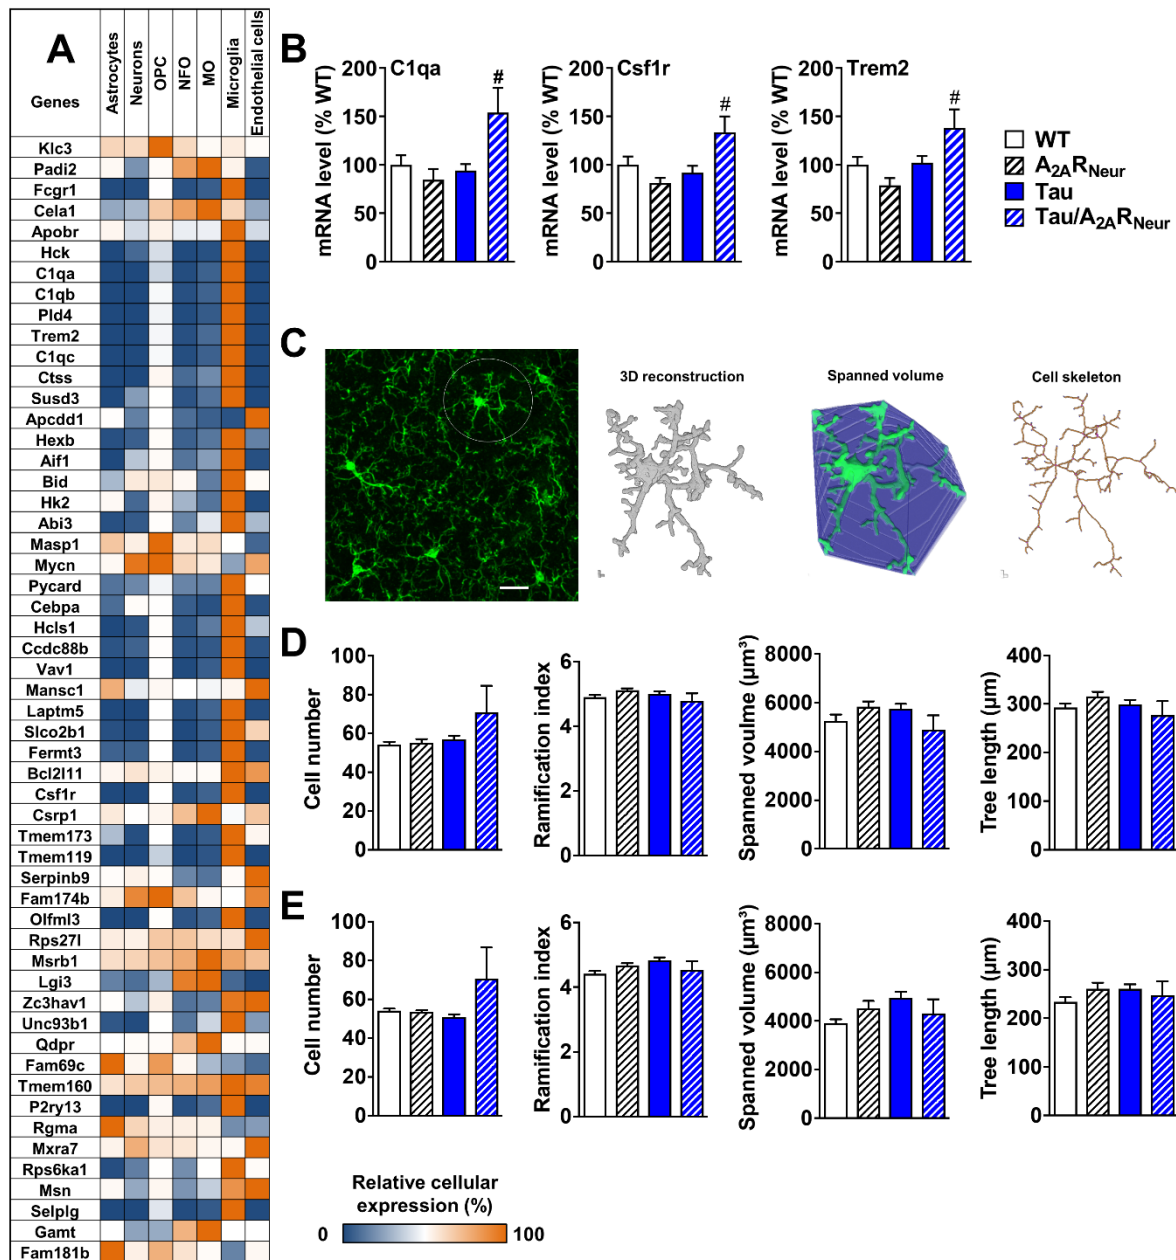 A
Genes
Astrocytes
Neurons
OPC
NFO
MO
Microglia
Endothelial cells
Klc3
Padi2
Fcgr1
Cela1
Apobr
Hck
C1qa
C1qb
Pld4
Trem2
C1qc
Ctss
Susd3
Apcdd1
Hexb
Aif1
Bid
Hk2
Abi3
Masp1
Mycn
Pycard
Cebpa
Hcls1
Ccdc88b
Vav1
Mansc1
Laptm5
Slco2b1
Fermt3
Bcl2l11
Csf1r
Csrp1
Tmem173
Tmem119
Serpinb9
Fam174b
Olfml3
Rps27l
Msrb1
Lgi3
Zc3hav1
Unc93b1
Qdpr
Fam69c
Tmem160
P2ry13
Rgma
Mxra7
Rps6ka1
Msn
Selplg
Gamt
Fam181b
B
C1qa
mRNA level (% WT)
200
150
100
50
0
#
Csf1r
mRNA level (% WT)
200
150
100
50
0
#
Trem2
mRNA level (% WT)
200
150
100
50
0
#
WT
A2ARNeur
Tau
Tau/A2ARNeur
C
3D reconstruction
Spanned volume
Cell skeleton
D
Cell number
100
80
60
40
20
0
Ramification index
6
4
2
0
Spanned voulme (µm³)
8000
6000
4000
2000
0
Tree length (µm)
400
300
200
100
0
E
Cell number
100
80
60
40
20
0
Ramification index
6
4
2
0
Spanned volume (µm³)
8000
6000
4000
2000
0
Tree length (µm)
400
300
200
100
0
Relative cellular
expression (%)
0
100